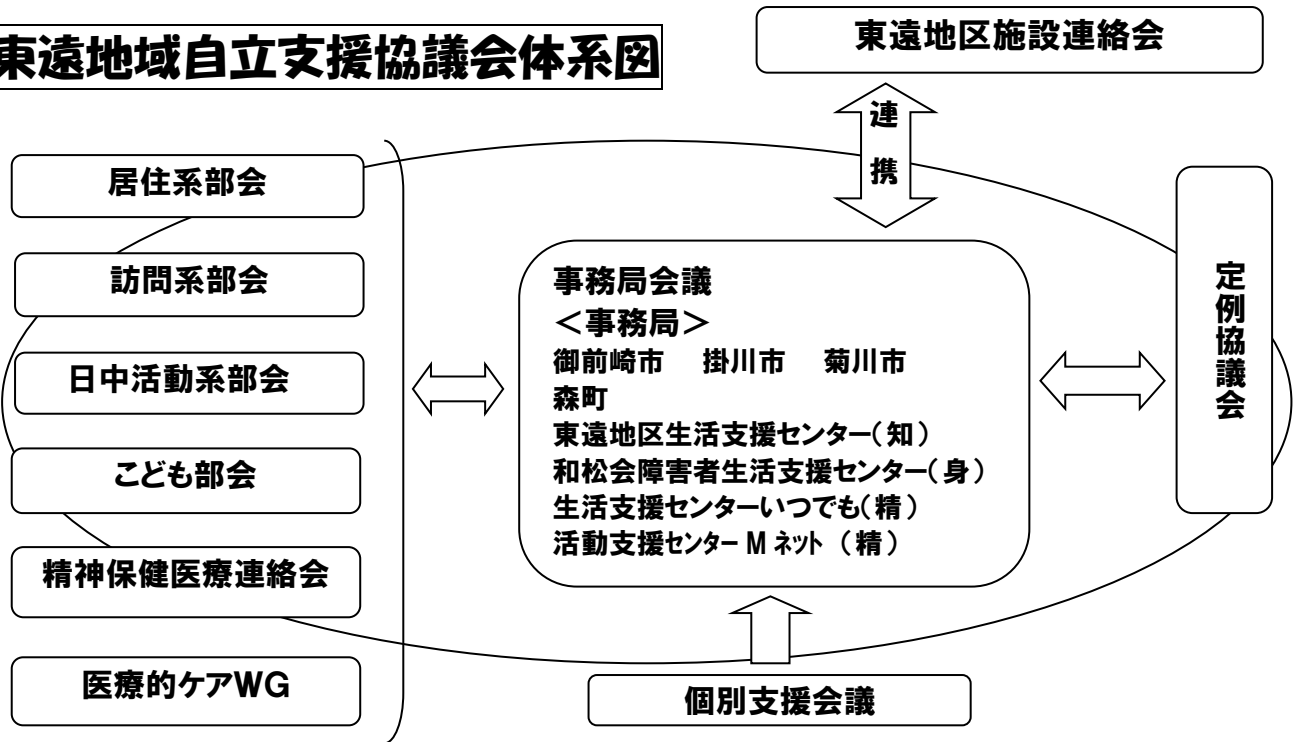 東遠地域自立支援協議会体系図
東遠地区施設連絡会
連
携
居住系部会
訪問系部会
日中活動系部会
こども部会
精神保健医療連絡会
医療的ケアWG
事務局会議
<事務局>
御前崎市 掛川市 菊川市
森町
東遠地区生活支援センター(知)
和松会障害者生活支援センター(身)
生活支援センターいつでも(精)
活動支援センターMネット (精)
定例協議会
個別支援会議